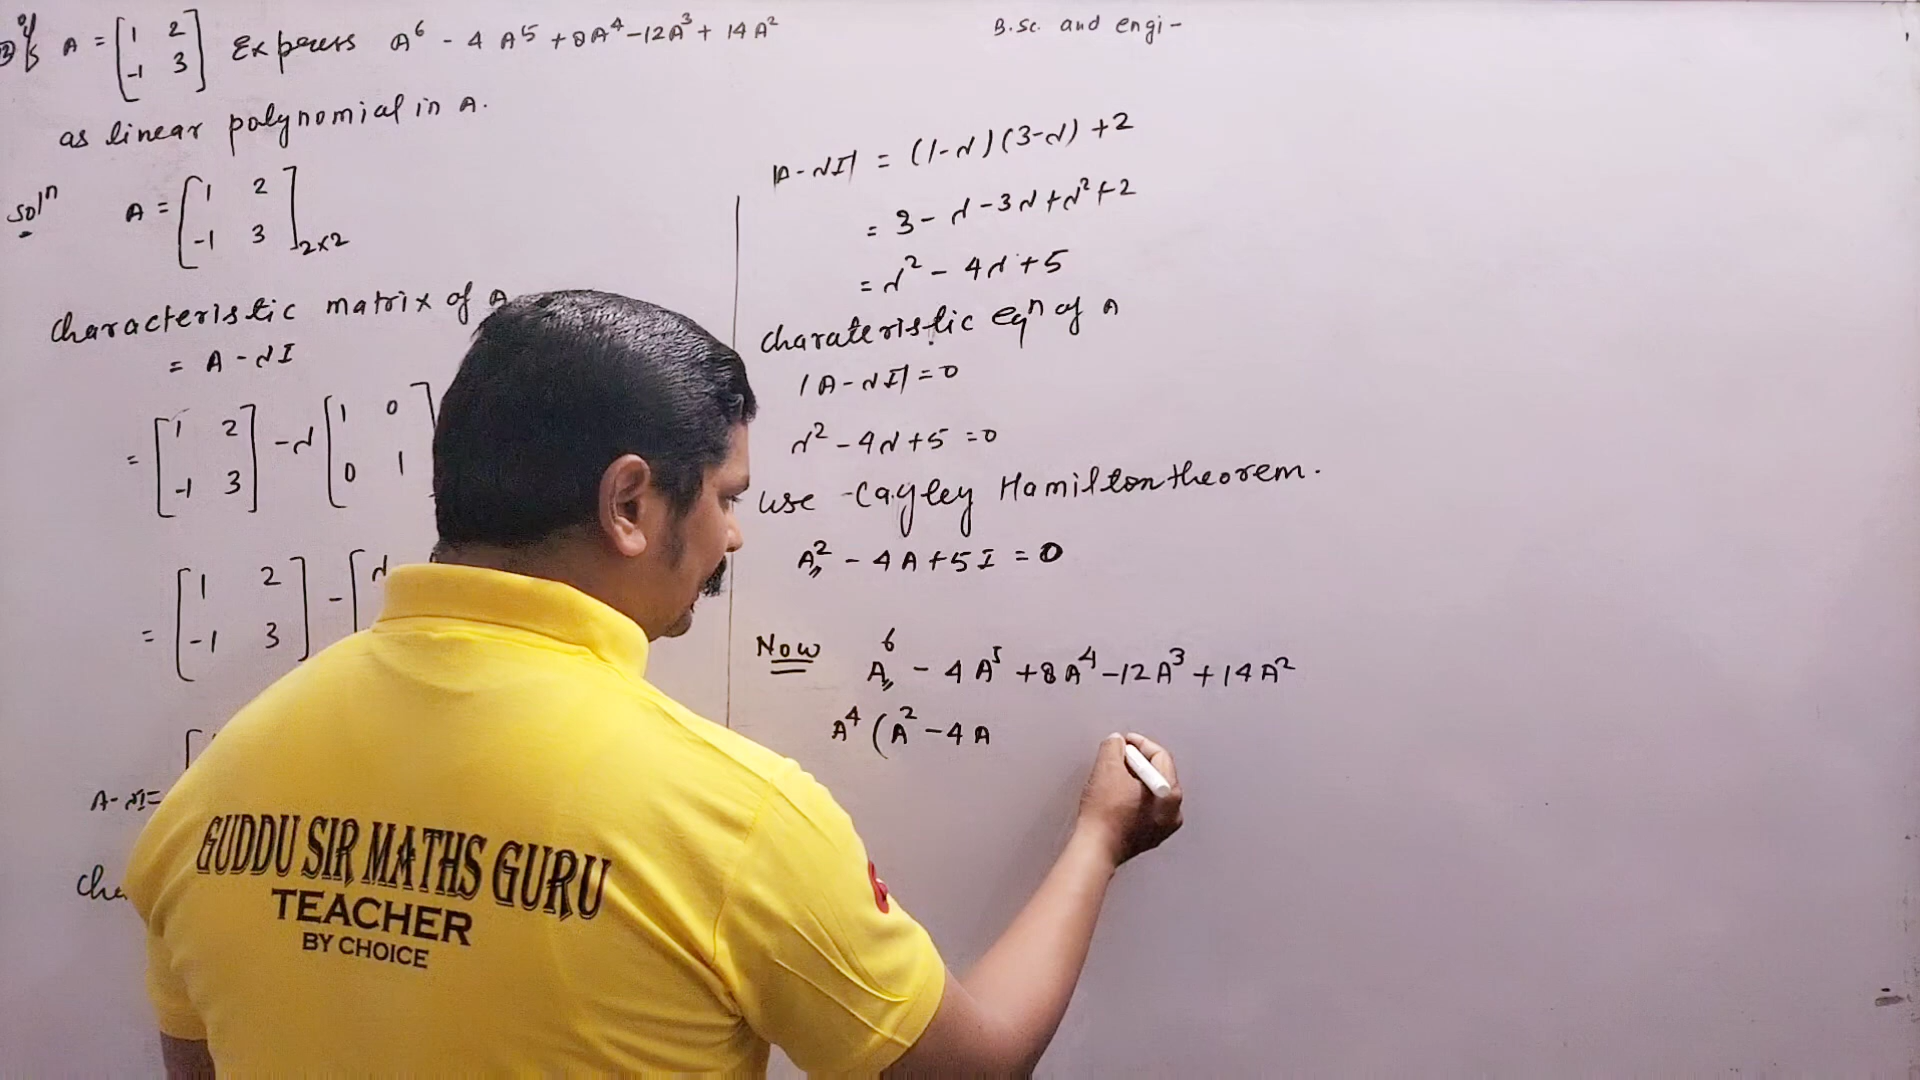 Q 3) If A = [1 2 -1 3] Express A⁶ - 4A⁵ + 8A⁴ - 12A³ + 14A²
as linear polynomial in A.
Solⁿ A = [1 2 -1 3]2×2
Characteristic matrix of A
= A - λI
= [1 2 -1 3] - λ[1 0 0 1
= [1 2 -1 3] - [λ
A - λI =
Cha
B.Sc. and engi-
|A - λI| = (1-λ)(3-λ) + 2
= 3 - λ - 3λ + λ² + 2
= λ² - 4λ + 5
Charateristic eqⁿ of A
|A - λI| = 0
λ² - 4λ + 5 = 0
Use Cayley Hamilton theorem.
A² - 4A + 5I = 0
Now A⁶ - 4A⁵ + 8A⁴ - 12A³ + 14A²
A⁴ (A² - 4A
GUDDU SIR MATHS GURU
TEACHER
BY CHOICE